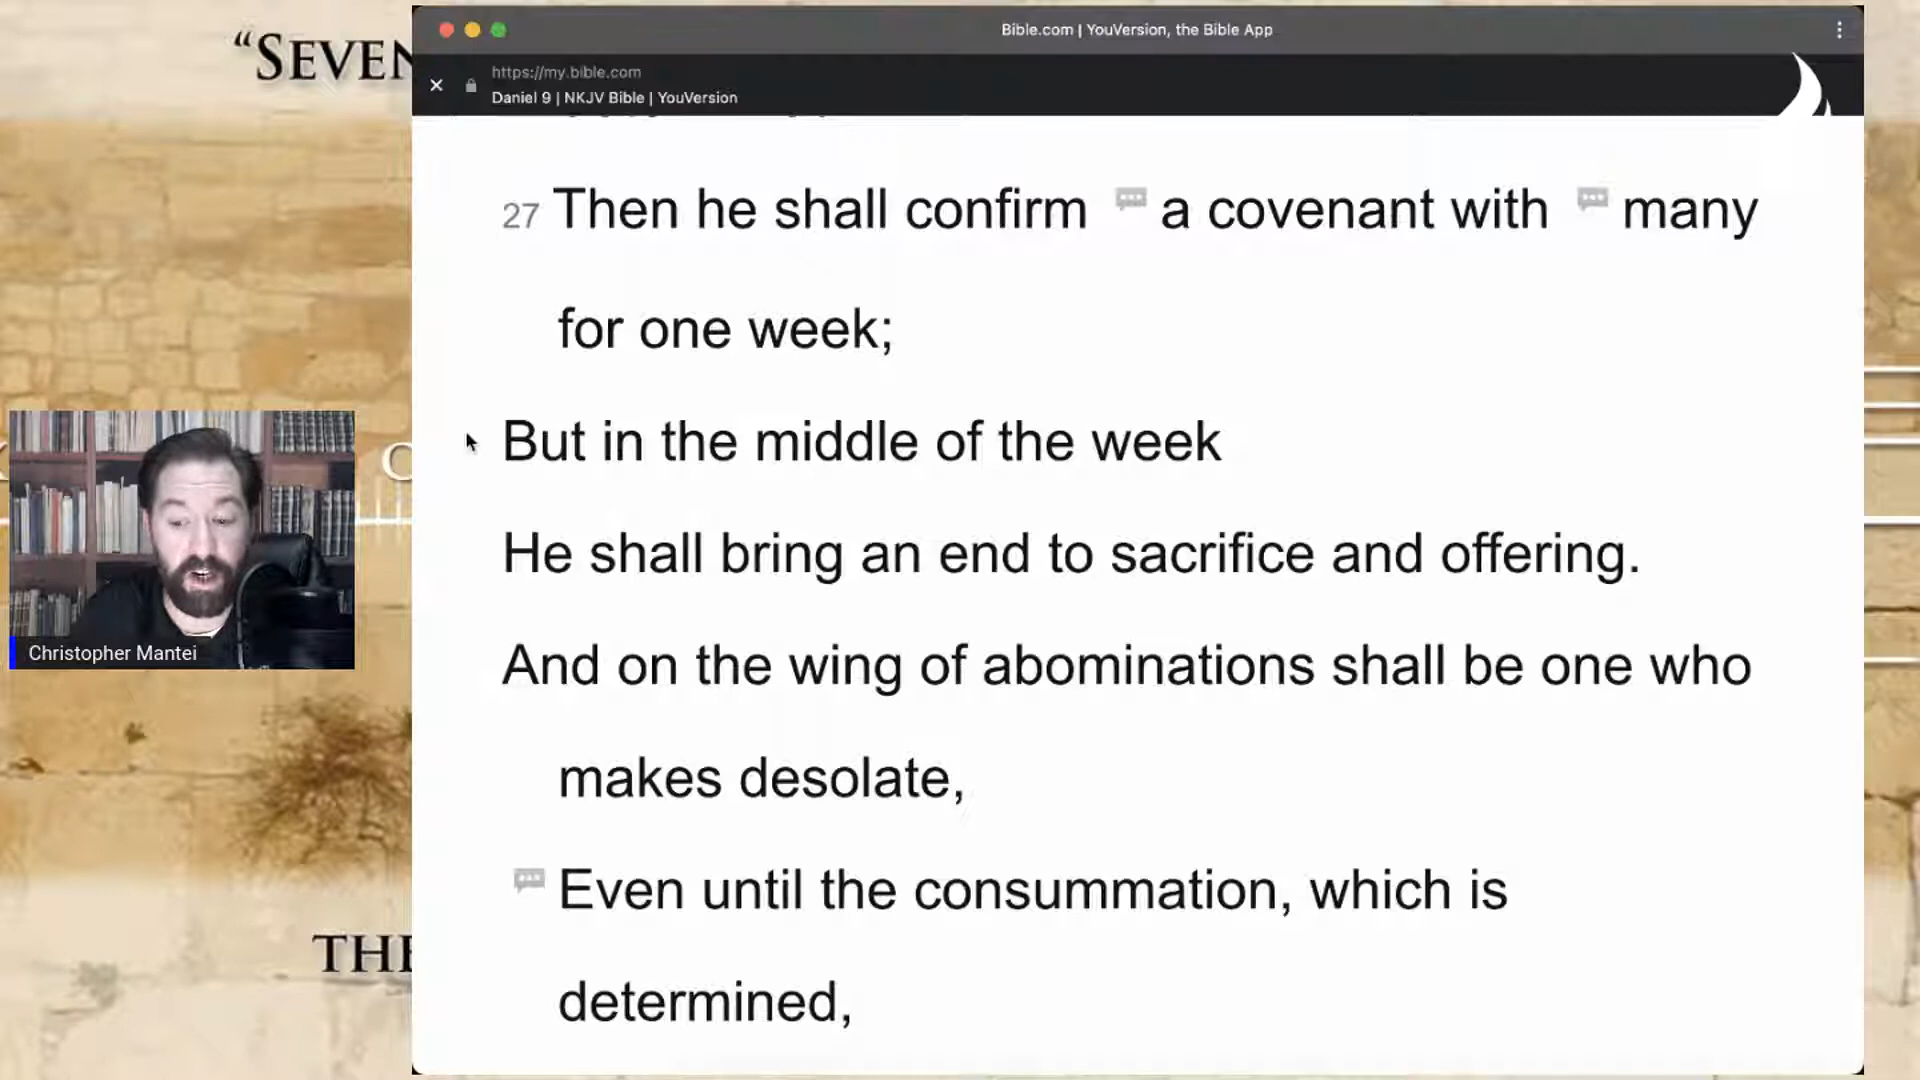 “SEVEN
Bible.com | YouVersion, the Bible App
https://my.bible.com
Daniel 9 | NKJV Bible | YouVersion
27 Then he shall confirm a covenant with many
for one week;
But in the middle of the week
He shall bring an end to sacrifice and offering.
And on the wing of abominations shall be one who
makes desolate,
Even until the consummation, which is
determined,
Christopher Mantei
THE